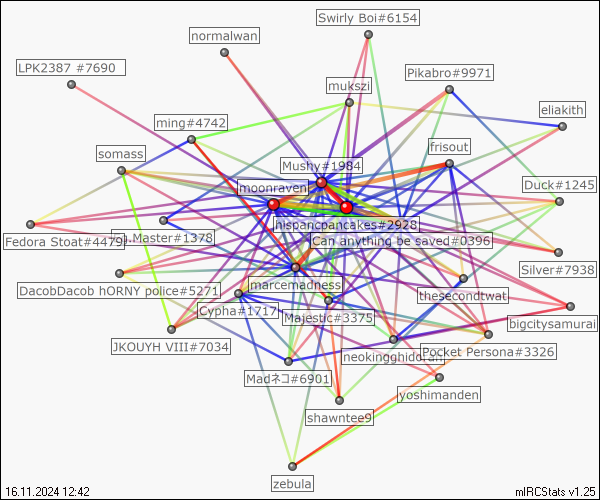 Swirly Boi#6154
normalwan
LPK2387 #7690
Pikabro#9971
mukszi
eliakith
ming#4742
frisout
somass
Mushy#1984
Duck#1245
moonraven
hispancpancakes#2928
Fedora Stoat#4479
.Master#1378
Can anything be saved#0396
Silver#7938
DacobDacob hORNY police#5271
marcemadness
thesecondtwat
Cypha#1717
Majestic#3375
bigcitysamurai
JKOUYH VIII#7034
neokingghidorah
Pocket Persona#3326
Madネコ#6901
yoshimanden
shawntee9
zebula
16.11.2024 12:42
mIRCStats v1.25